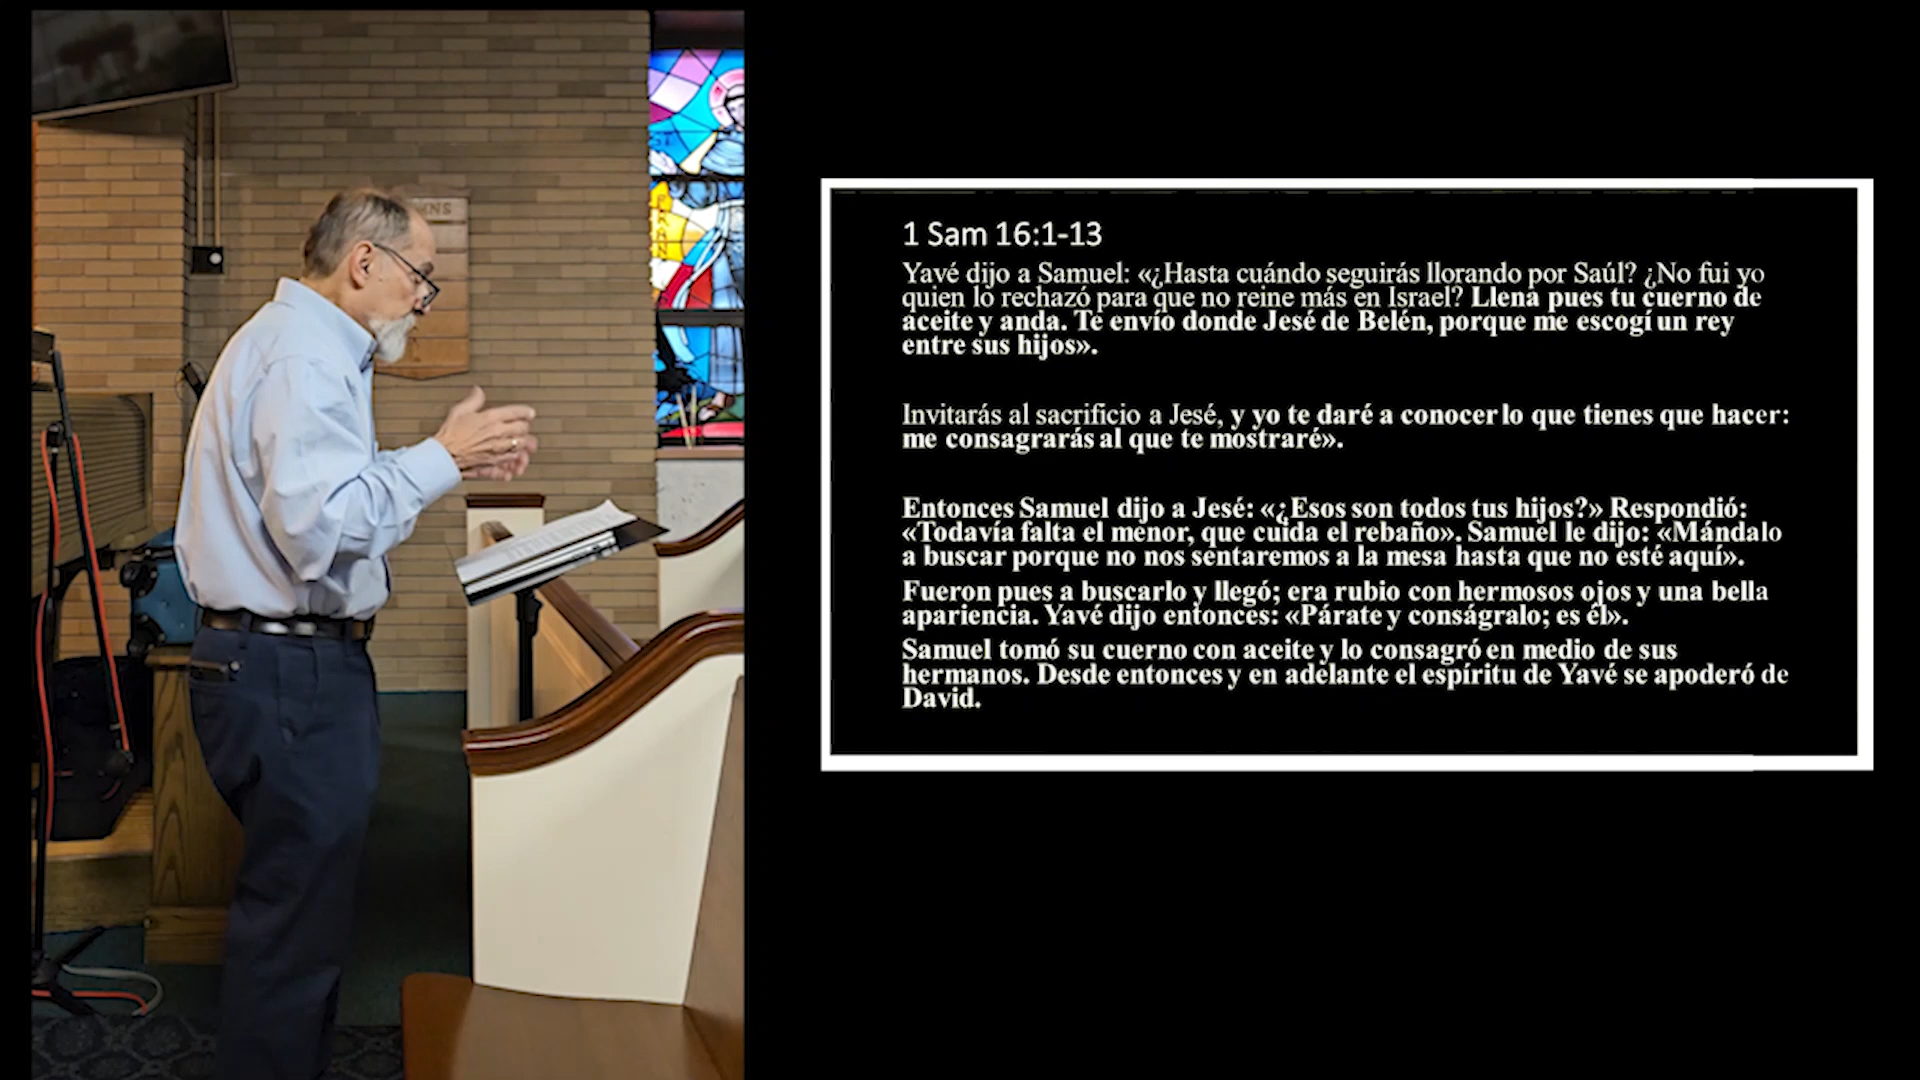 1 Sam 16:1-13
Yavé dijo a Samuel: «¿Hasta cuándo seguirás llorando por Saúl? ¿No fui yo
quien lo rechazó para que no reine más en Israel? Llena pues tu cuerno de
aceite y anda. Te envío donde Jesé de Belén, porque me escogí un rey
entre sus hijos».
Invitarás al sacrificio a Jesé, y yo te daré a conocer lo que tienes que hacer:
me consagrarás al que te mostraré».
Entonces Samuel dijo a Jesé: «¿Esos son todos tus hijos?» Respondió:
«Todavía falta el menor, que cuida el rebaño». Samuel le dijo: «Mándalo
a buscar porque no nos sentaremos a la mesa hasta que no esté aquí».
Fueron pues a buscarlo y llegó; era rubio con hermosos ojos y una bella
apariencia. Yavé dijo entonces: «Párate y conságralo; es él».
Samuel tomó su cuerno con aceite y lo consagró en medio de sus
hermanos. Desde entonces y en adelante el espíritu de Yavé se apoderó de
David.